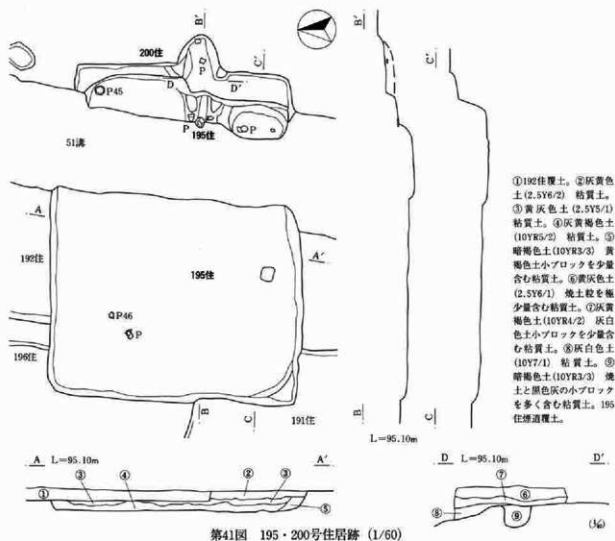 B'
200住
C'
P
D
D'
P45
P
195住
P
51溝
A
192住
195住
A'
P46
P
196住
B
C
191住
B'
C'
B
C
L=95.10m
①192住覆土。②灰黄色
土(2.5Y6/2) 粘質土。
③黄灰色土(2.5Y5/1)
粘質土。④灰黄褐色土
(10YR5/2) 粘質土。⑤
暗褐色土(10YR3/3) 黄
褐色土小ブロックを少量
含む粘質土。⑥黄灰色土
(2.5Y6/1) 焼土粒を極
少量含む粘質土。⑦灰黄
褐色土(10YR4/2) 灰白
色土小ブロックを少量含
む粘質土。⑧灰白色土
(10Y7/1) 粘質土。⑨
暗褐色土(10YR3/3) 焼
土と黒色灰の小ブロック
を多く含む粘質土。195
住煙道覆土。
A L=95.10m A'
① ③ ④ ② ③ ⑤
D L=95.10m D'
⑦
⑥
⑧ ⑨
(1/60)
第41図 195・200号住居跡 (1/60)